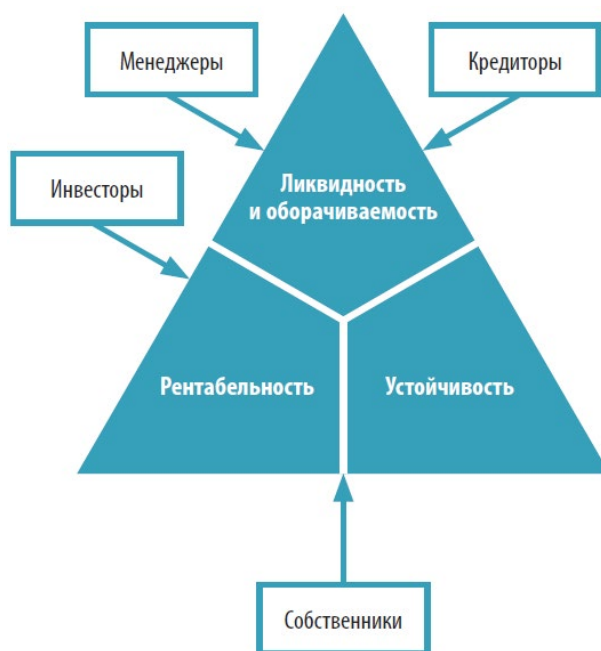 Менеджеры
Кредиторы
Инвесторы
Ликвидность
и оборачиваемость
Рентабельность
Устойчивость
Собственники